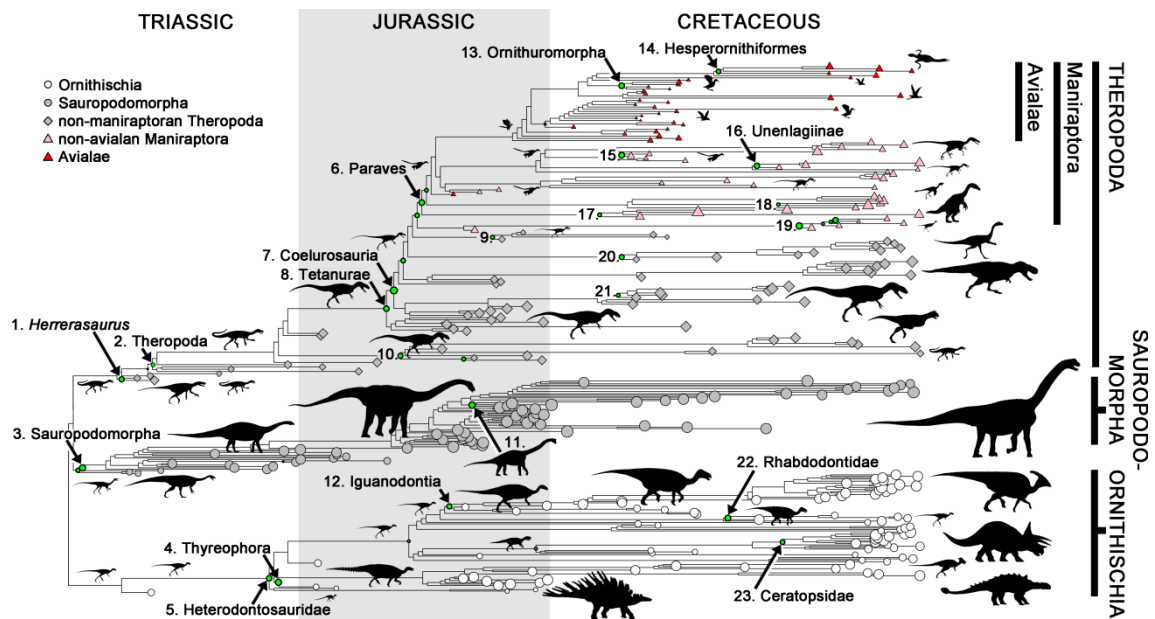 TRIASSIC
JURASSIC
CRETACEOUS
Ornithischia
Sauropodomorpha
non-maniraptoran Theropoda
non-avialan Maniraptora
Avialae
13. Ornithuromorpha
14. Hesperornithiformes
15.
16. Unenlagiinae
6. Paraves
17.
18.
19.
9.
7. Coelurosauria
8. Tetanurae
20.
21.
1. Herrerasaurus
2. Theropoda
10.
3. Sauropodomorpha
11.
12. Iguanodontia
22. Rhabdodontidae
4. Thyreophora
5. Heterodontosauridae
23. Ceratopsidae
Avialae
Maniraptora
THEROPODA
SAUROPODO-
MORPHA
ORNITHISCHIA